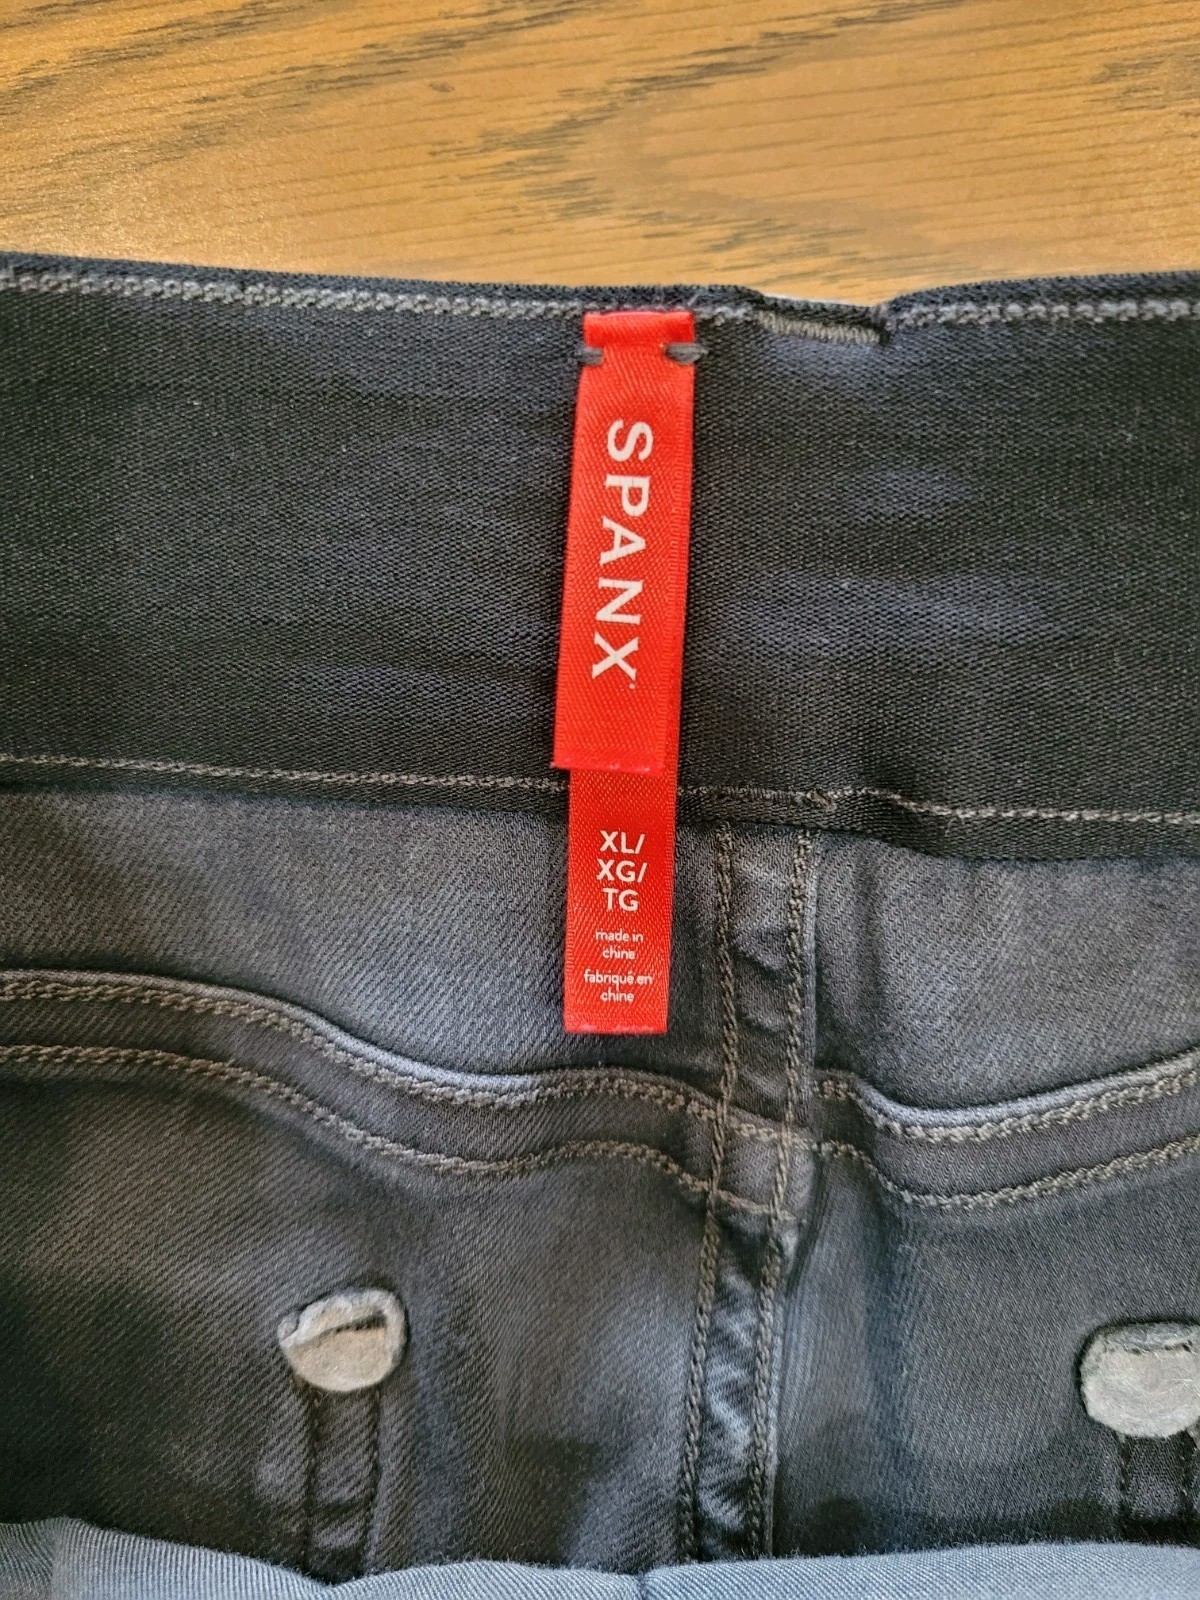 SPANX
XL/
XG/
TG
made in
china
fabriqué en
chine